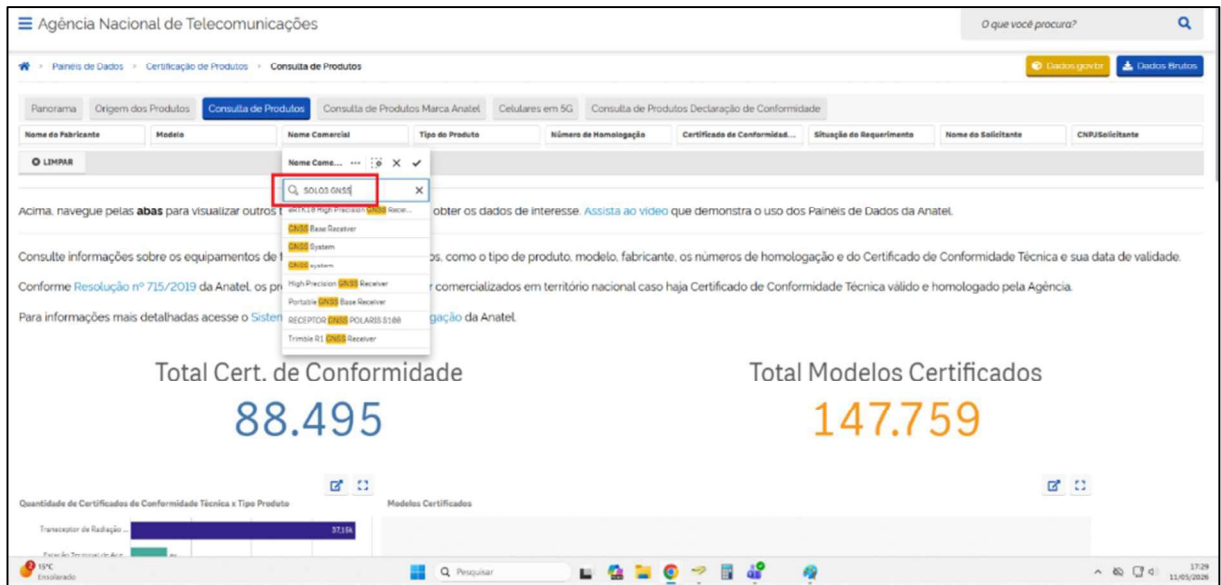 Agência Nacional de Telecomunicações
O que você procura?
Painéis de Dados > Certificação de Produtos > Consulta de Produtos
Dados.gov.br
Dados Brutos
Panorama Origem dos Produtos Consulta de Produtos Consulta de Produtos Marca Anatel Celulares em 5G Consulta de Produtos Declaração de Conformidade
Nome do Fabricante Modelo Nome Comercial Tipo do Produto Número de Homologação Certificado de Conformidad... Situação do Requerimento Nome do Solicitante CNPJSolicitante
LIMPAR
Nome Come... ...
SOLO3 GNSS
High Precision GNSS Rece...
GNSS Base Receiver
GNSS System
GNSS system
High Precision GNSS Receiver
Portable GNSS Base Receiver
RECEPTOR GNSS POLARIS S100
Trimble R1 GNSS Receiver
Acima, navegue pelas abas para visualizar outros obter os dados de interesse. Assista ao vídeo que demonstra o uso dos Painéis de Dados da Anatel.
Consulte informações sobre os equipamentos de os, como o tipo de produto, modelo, fabricante, os números de homologação e do Certificado de Conformidade Técnica e sua data de validade.
Conforme Resolução nº 715/2019 da Anatel, os pr r comercializados em território nacional caso haja Certificado de Conformidade Técnica válido e homologado pela Agência.
Para informações mais detalhadas acesse o Sistem gação da Anatel.
Total Cert. de Conformidade
88.495
Total Modelos Certificados
147.759
Quantidade de Certificados de Conformidade Técnica x Tipo Produto
Modelos Certificados
Transceptor de Radiação ...
37,15k
15°C
Ensolarado
Pesquisar
17:29
11/05/2026